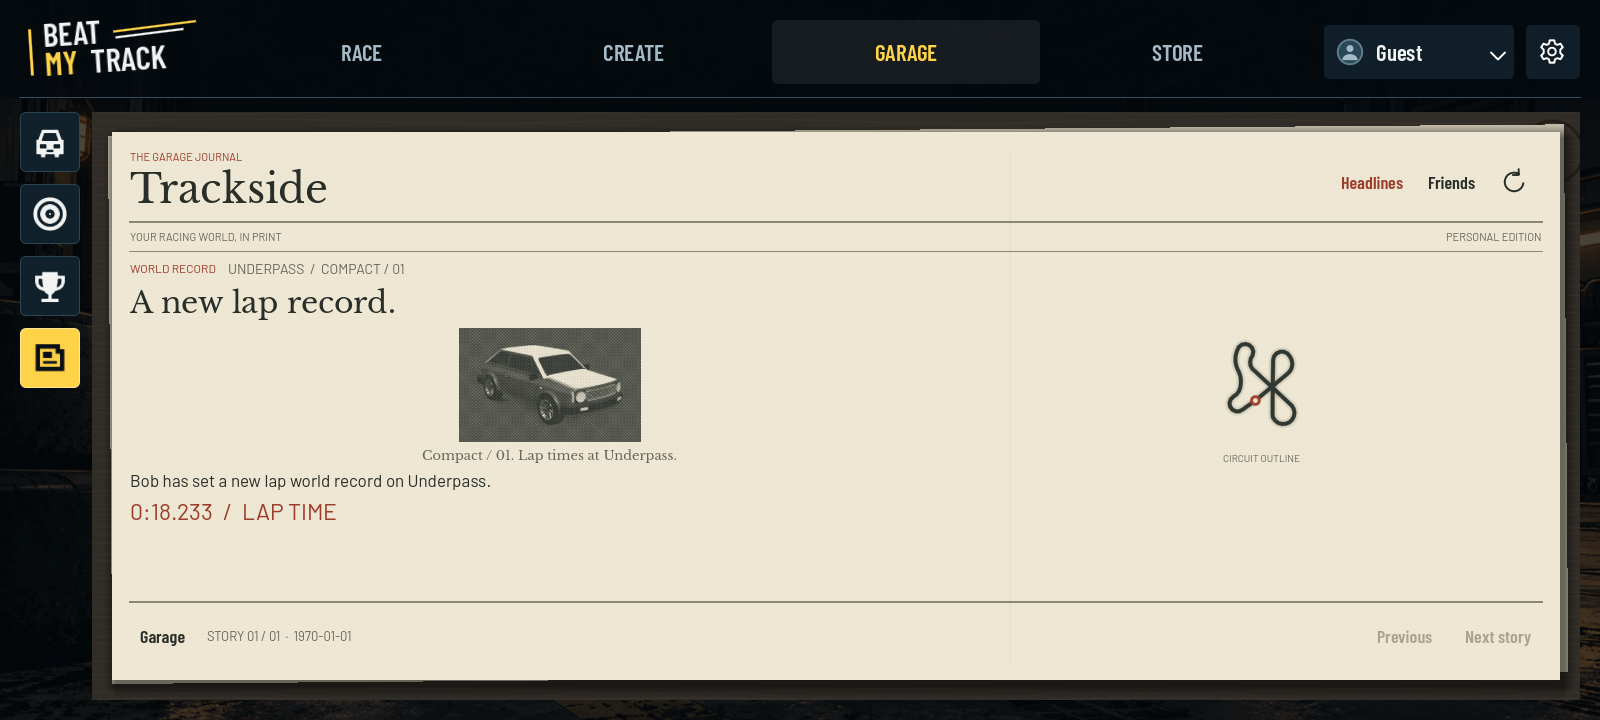 BEAT
MY TRACK
RACE
CREATE
GARAGE
STORE
Guest
THE GARAGE JOURNAL
Trackside
Headlines
Friends
YOUR RACING WORLD, IN PRINT
PERSONAL EDITION
WORLD RECORD UNDERPASS / COMPACT / 01
A new lap record.
Compact / 01. Lap times at Underpass.
CIRCUIT OUTLINE
Bob has set a new lap world record on Underpass.
0:18.233 / LAP TIME
Garage
STORY 01 / 01 · 1970-01-01
Previous
Next story